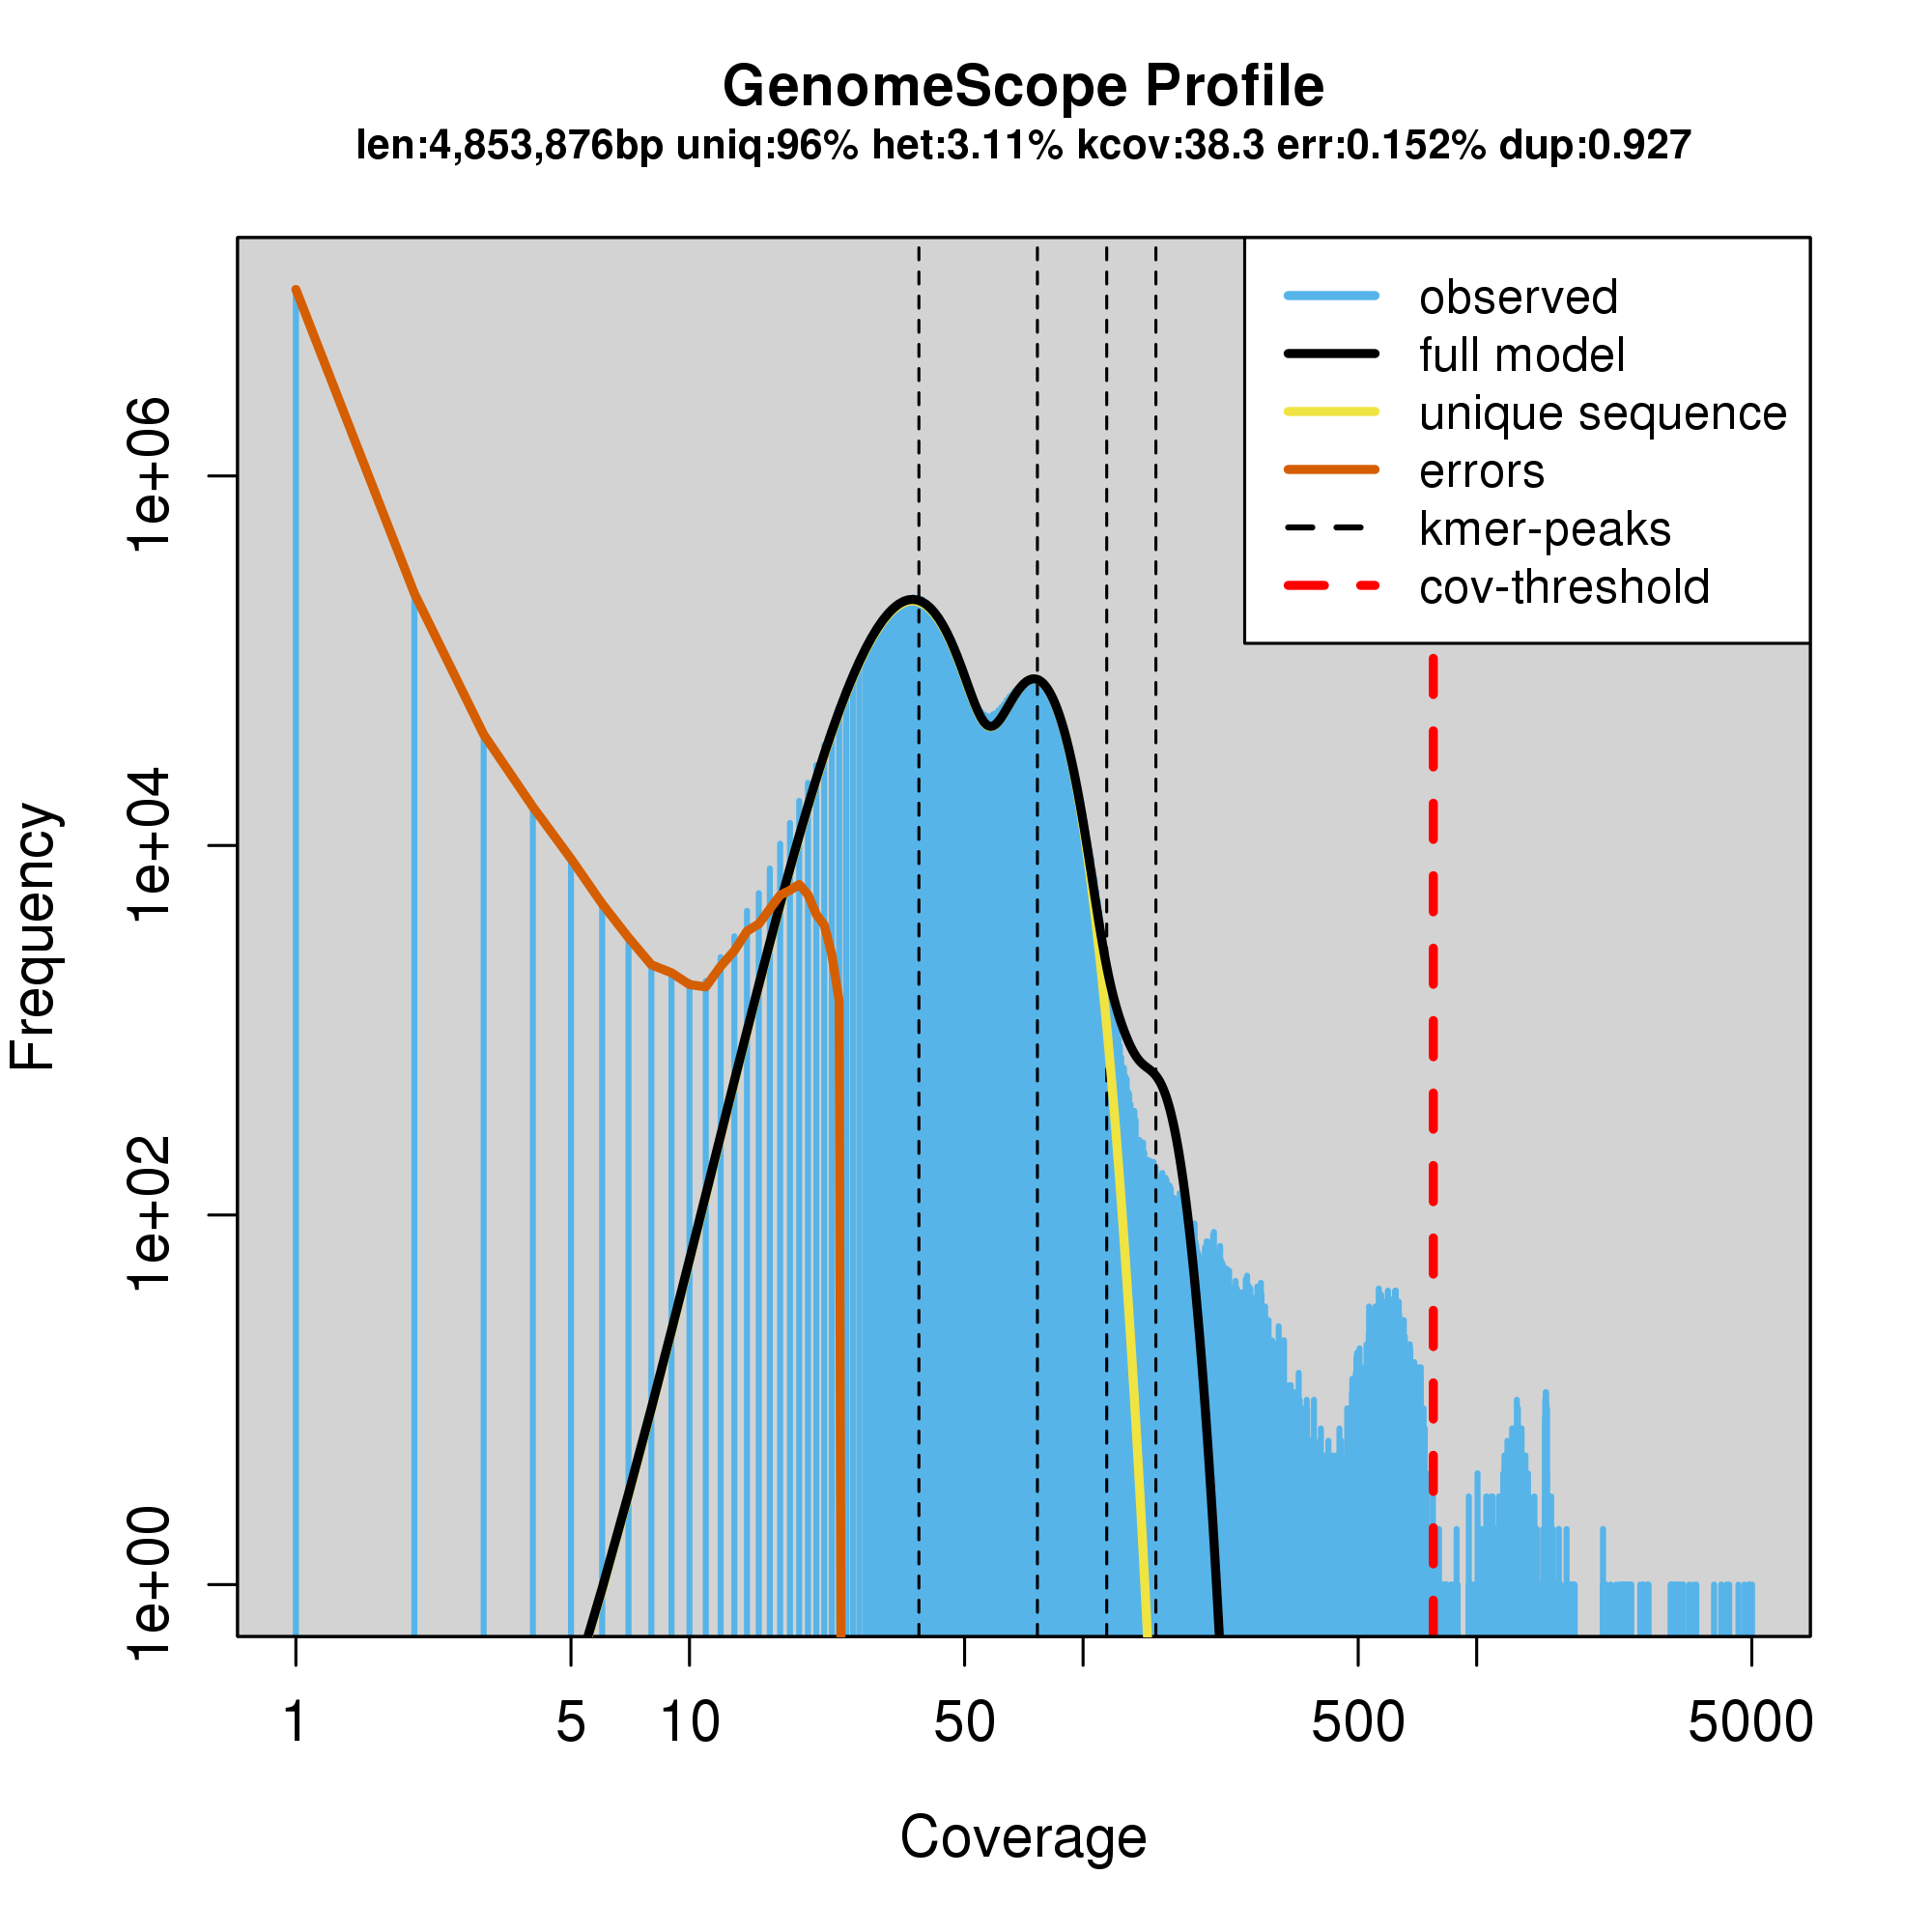 GenomeScope Profile
len:4,853,876bp uniq:96% het:3.11% kcov:38.3 err:0.152% dup:0.927
observed
full model
unique sequence
errors
kmer-peaks
cov-threshold
Frequency
1e+06
1e+04
1e+02
1e+00
1 5 10 50 500 5000
Coverage